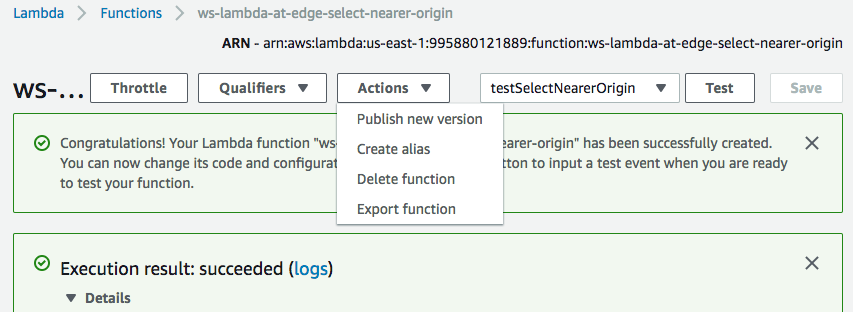 Lambda > Functions > ws-lambda-at-edge-select-nearer-origin
ARN - arn:aws:lambda:us-east-1:995880121889:function:ws-lambda-at-edge-select-nearer-origin
WS-... Throttle Qualifiers Actions testSelectNearerOrigin Test Save
Publish new version
Create alias
Delete function
Export function
Congratulations! Your Lambda function "ws- nearer-origin" has been successfully created.
You can now change its code and configurat tton to input a test event when you are ready
to test your function.
Execution result: succeeded (logs)
Details